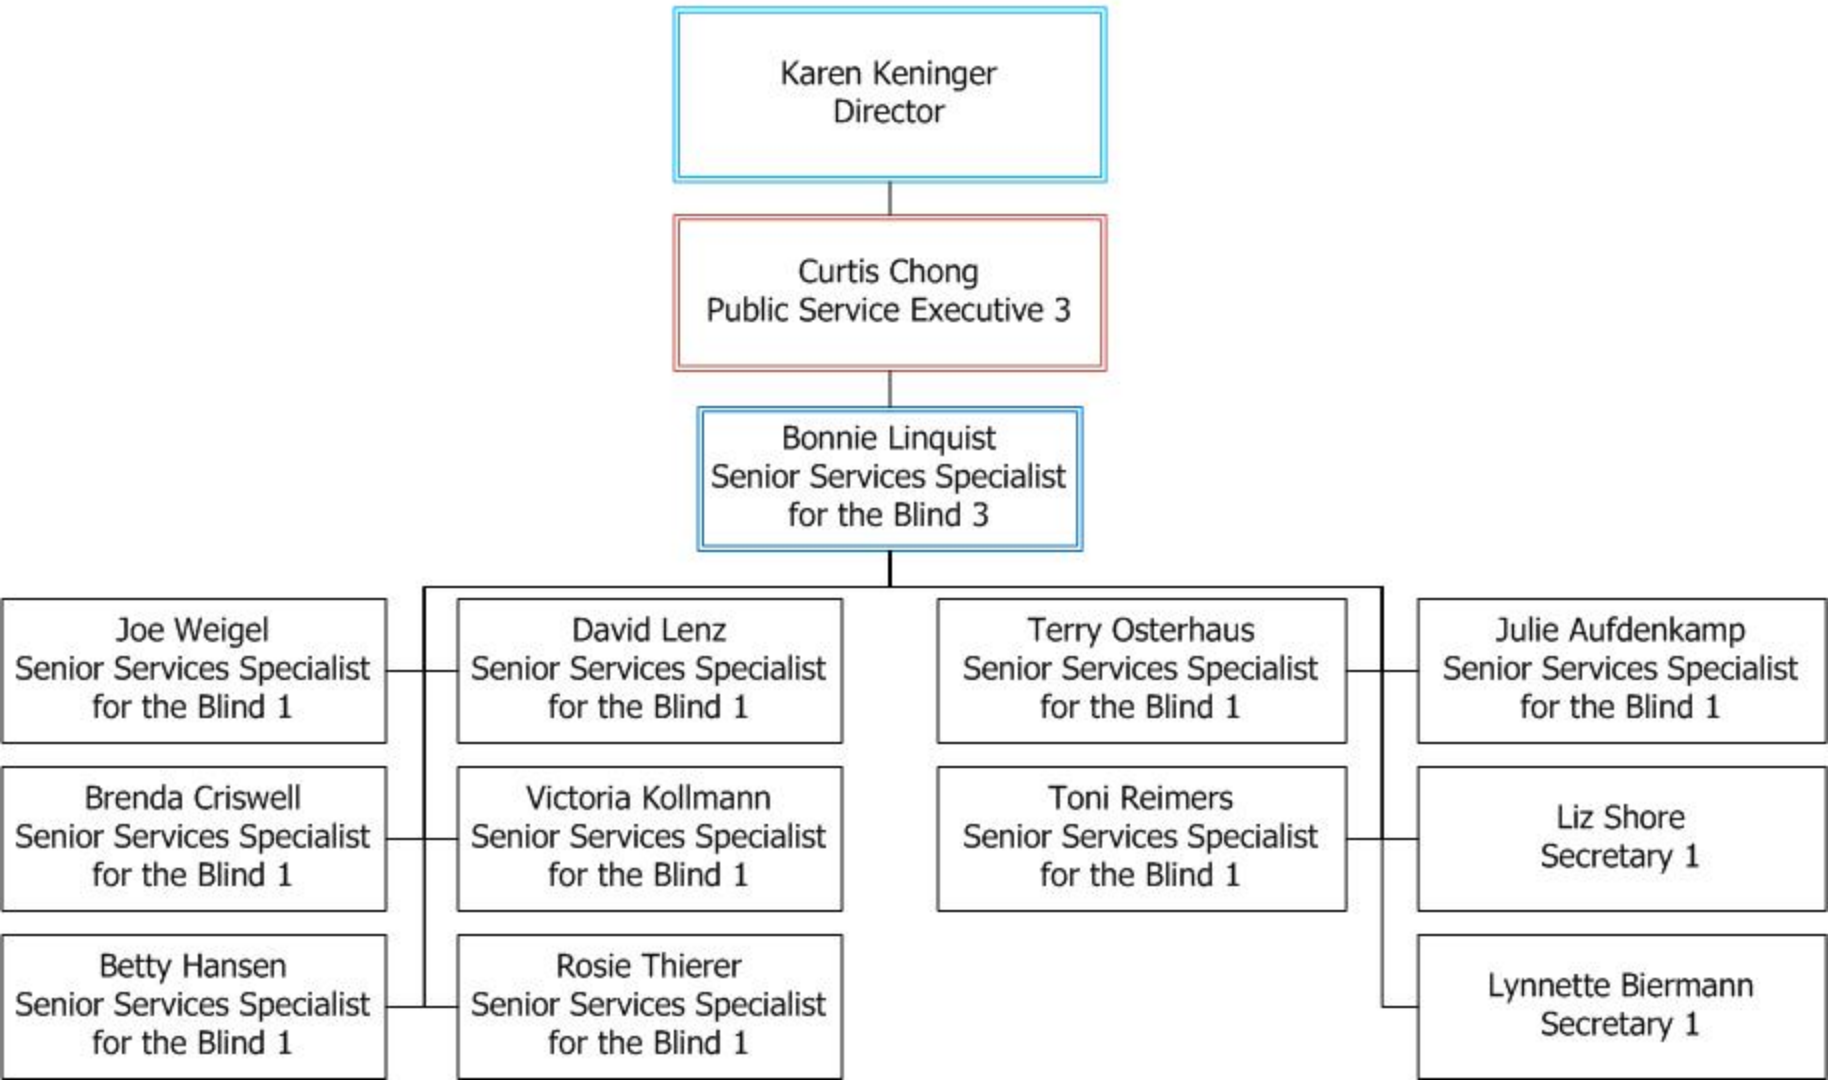 Karen Keninger
Director
Curtis Chong
Public Service Executive 3
Bonnie Linquist
Senior Services Specialist
for the Blind 3
Joe Weigel
Senior Services Specialist
for the Blind 1
David Lenz
Senior Services Specialist
for the Blind 1
Terry Osterhaus
Senior Services Specialist
for the Blind 1
Julie Aufdenkamp
Senior Services Specialist
for the Blind 1
Brenda Criswell
Senior Services Specialist
for the Blind 1
Victoria Kollmann
Senior Services Specialist
for the Blind 1
Toni Reimers
Senior Services Specialist
for the Blind 1
Liz Shore
Secretary 1
Betty Hansen
Senior Services Specialist
for the Blind 1
Rosie Thierer
Senior Services Specialist
for the Blind 1
Lynnette Biermann
Secretary 1